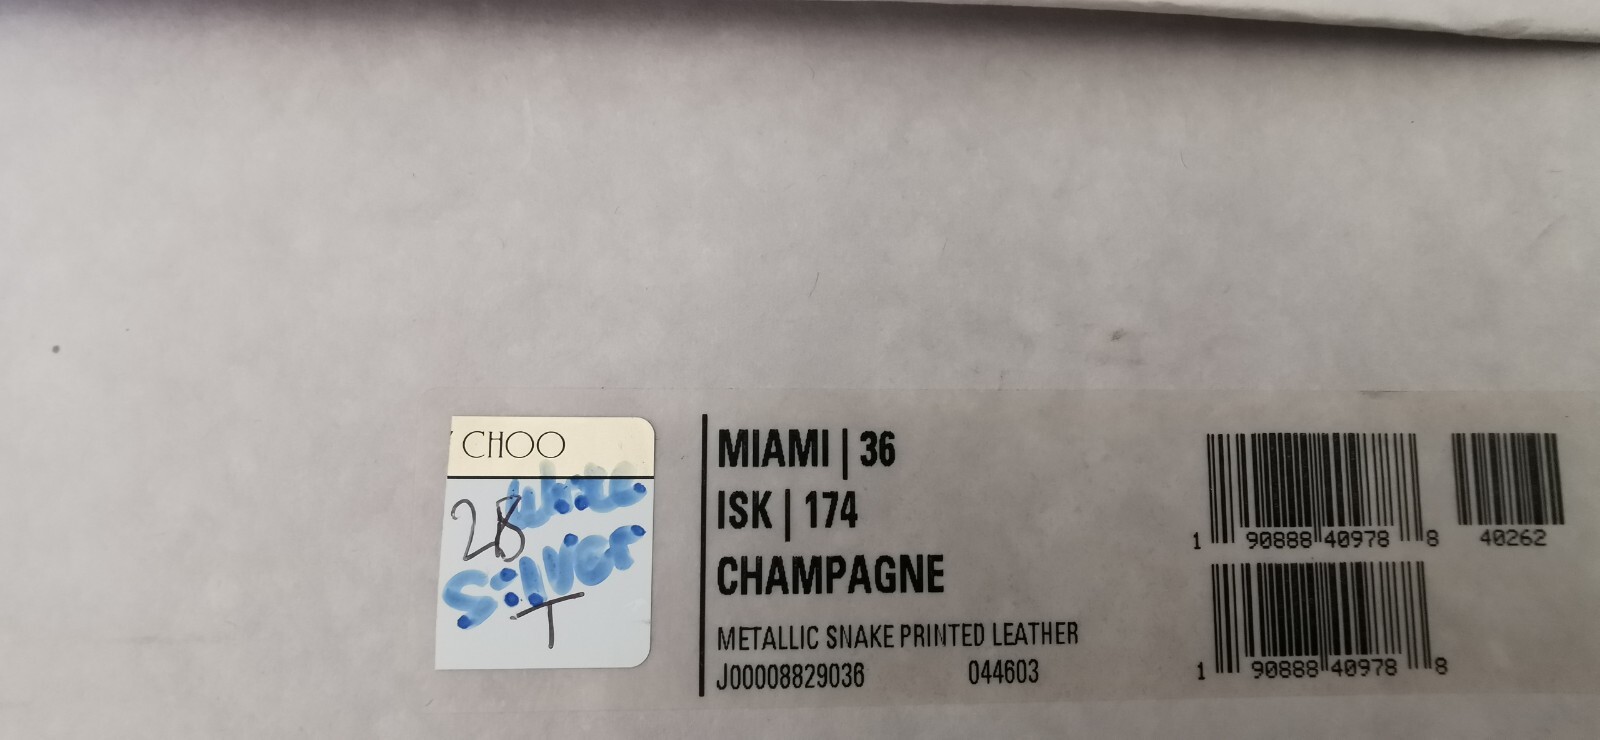 CHOO
28
Silver
T
MIAMI | 36
ISK | 174
CHAMPAGNE
METALLIC SNAKE PRINTED LEATHER
J00008829036 044603
1 90888 40978 8
40262
1 90888 40978 8